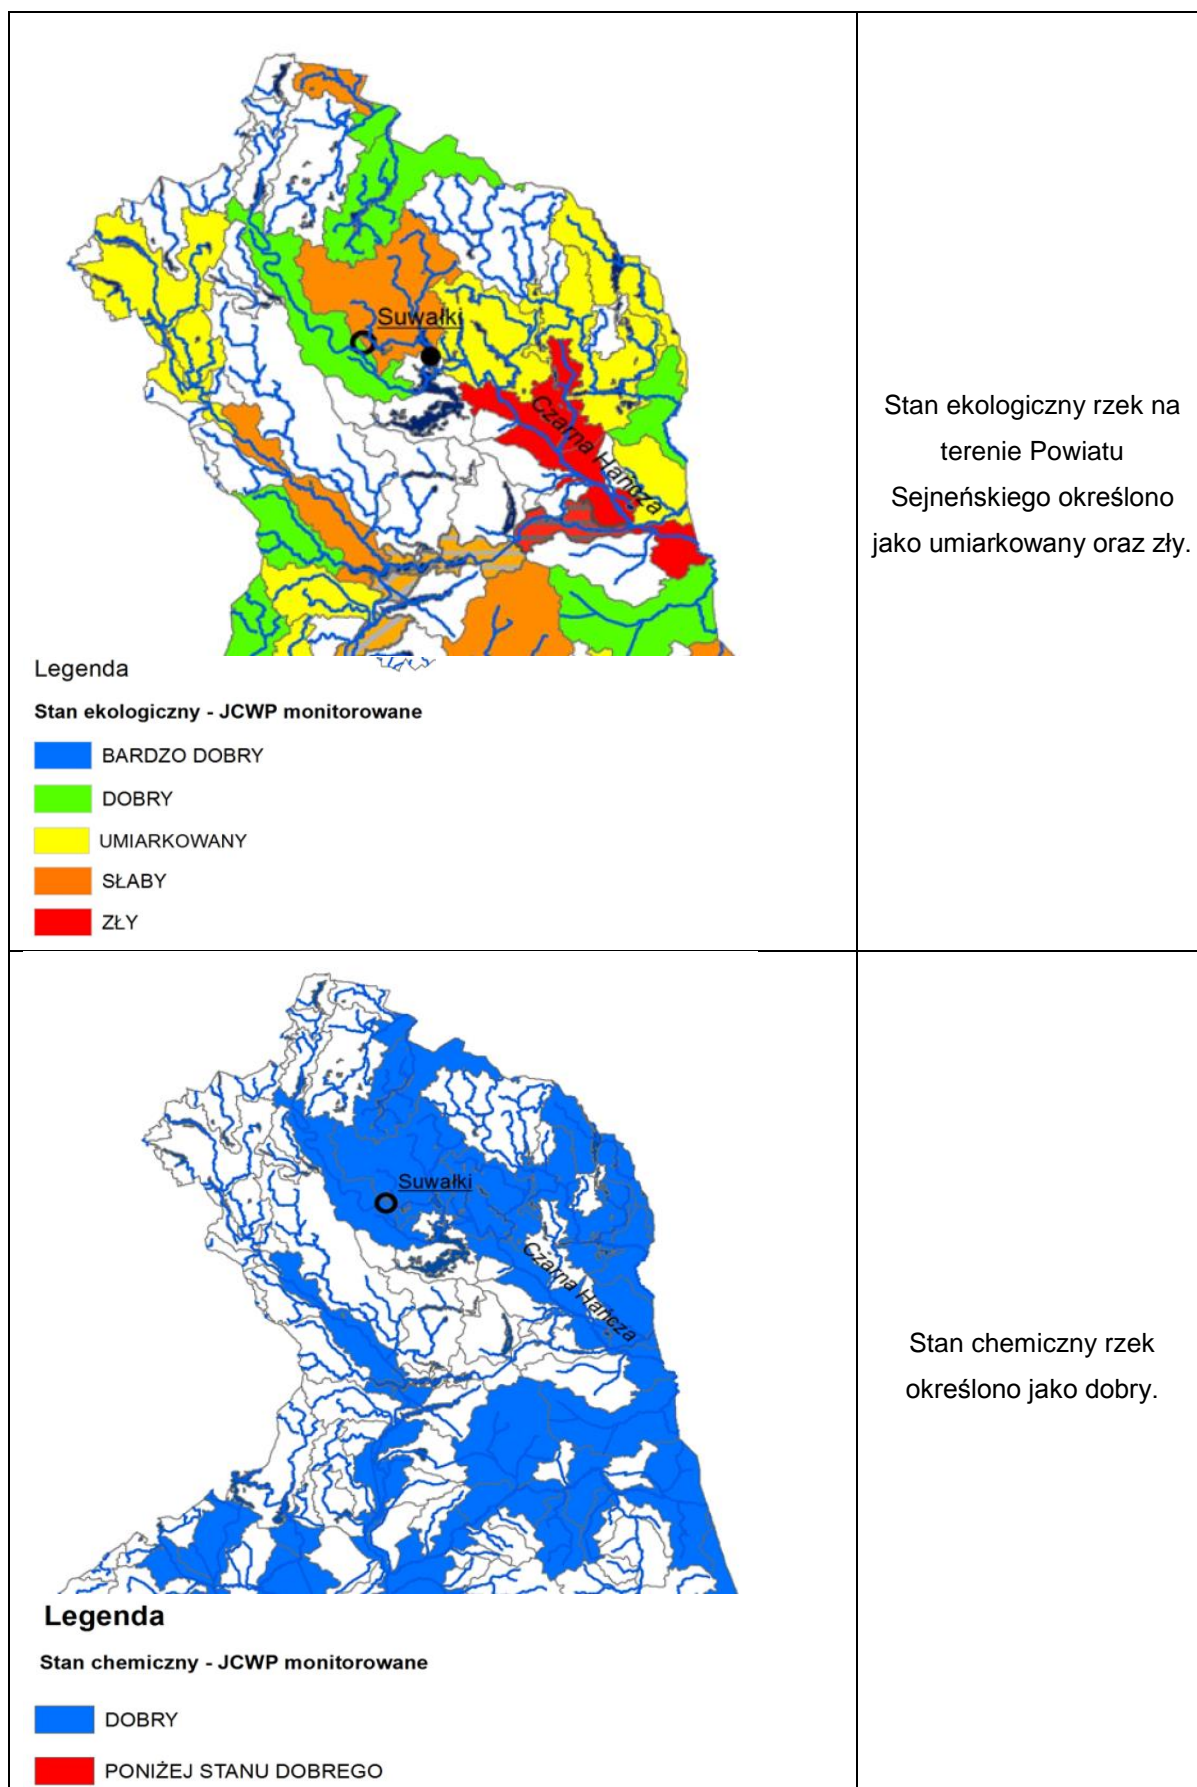 Suwałki
Czarna Hańcza
Legenda
Stan ekologiczny - JCWP monitorowane
BARDZO DOBRY
DOBRY
UMIARKOWANY
SŁABY
ZŁY
Stan ekologiczny rzek na
terenie Powiatu
Sejneńskiego określono
jako umiarkowany oraz zły.
Suwałki
Czarna Hańcza
Legenda
Stan chemiczny - JCWP monitorowane
DOBRY
PONIŻEJ STANU DOBREGO
Stan chemiczny rzek
określono jako dobry.